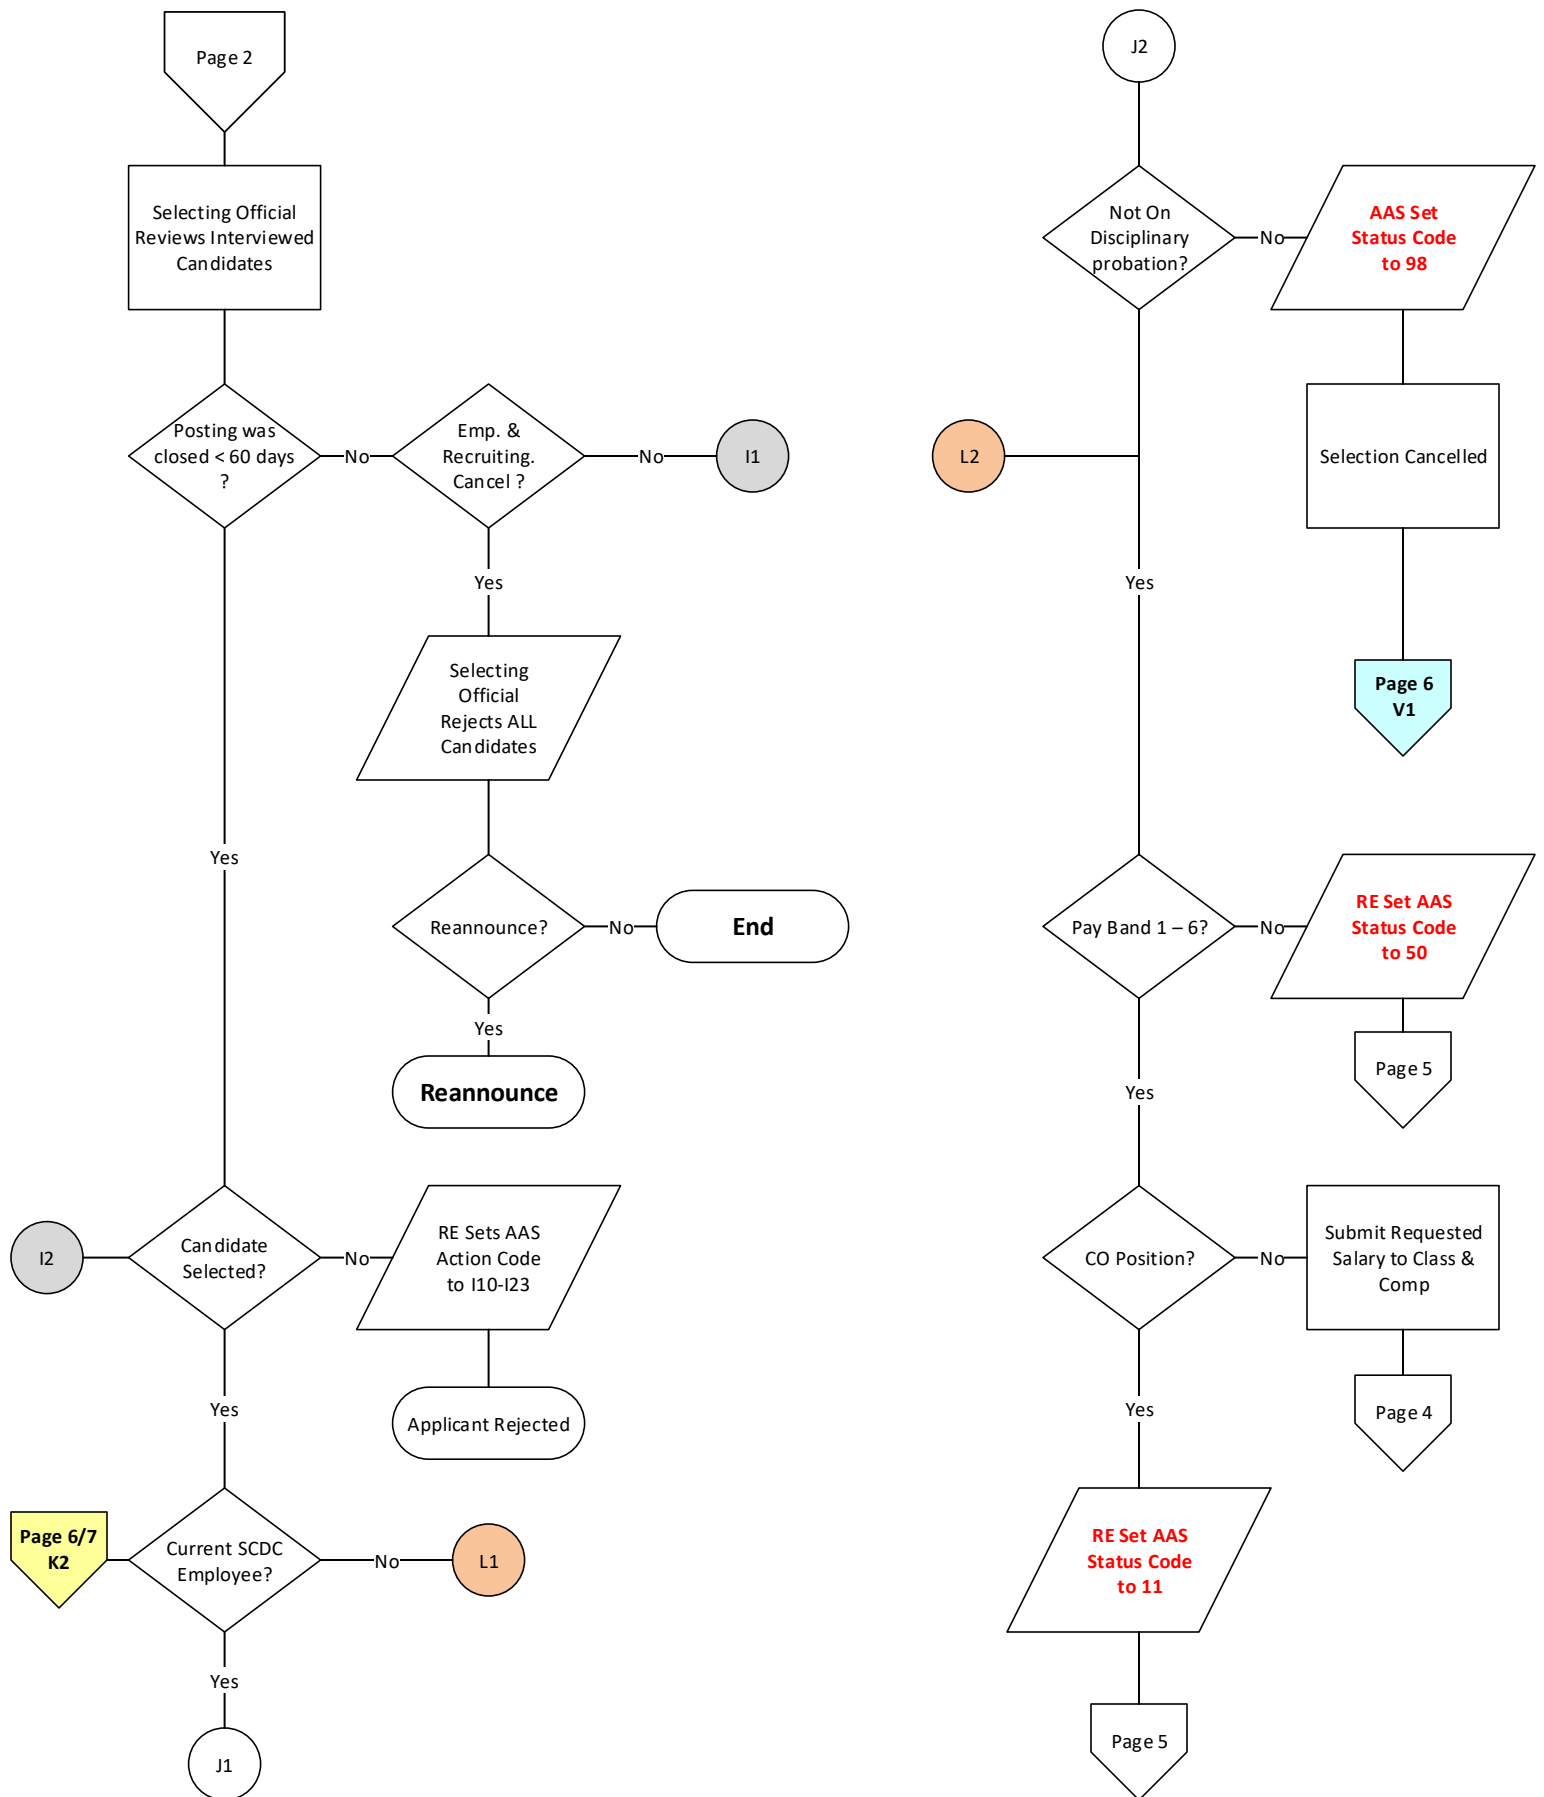 Page 2
Selecting Official
Reviews Interviewed
Candidates
Posting was
closed < 60 days
?
No
Emp. &
Recruiting.
Cancel ?
No
I1
Yes
Selecting
Official
Rejects ALL
Candidates
Reannounce?
No
End
Yes
Reannounce
Yes
I2
Candidate
Selected?
No
RE Sets AAS
Action Code
to I10-I23
Applicant Rejected
Yes
Page 6/7
K2
Current SCDC
Employee?
No
L1
Yes
J1
J2
Not On
Disciplinary
probation?
No
AAS Set
Status Code
to 98
Selection Cancelled
Page 6
V1
L2
Yes
Pay Band 1 – 6?
No
RE Set AAS
Status Code
to 50
Page 5
Yes
CO Position?
No
Submit Requested
Salary to Class &
Comp
Page 4
Yes
RE Set AAS
Status Code
to 11
Page 5